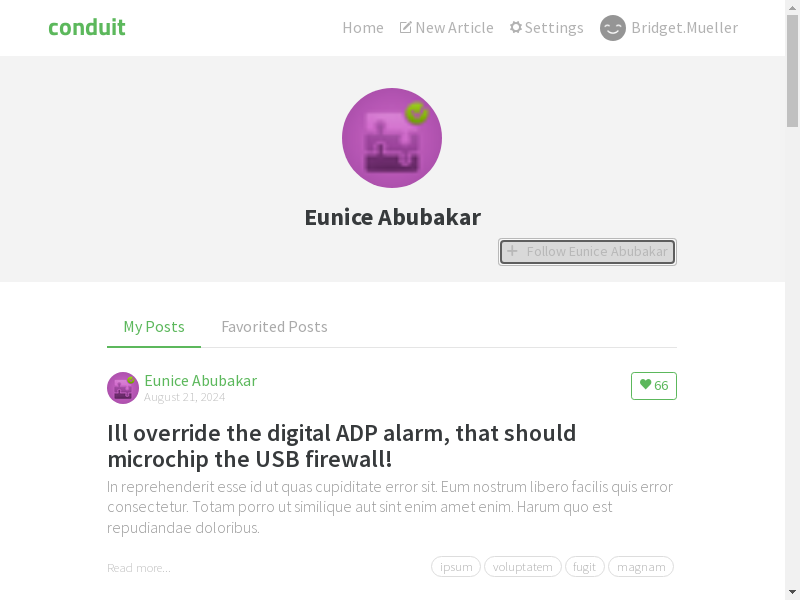 conduit
Home
New Article
Settings
Bridget.Mueller
Eunice Abubakar
Follow Eunice Abubakar
My Posts
Favorited Posts
Eunice Abubakar
August 21, 2024
66
Ill override the digital ADP alarm, that should
microchip the USB firewall!
In reprehenderit esse id ut quas cupiditate error sit. Eum nostrum libero facilis quis error
consectetur. Totam porro ut similique aut sint enim amet enim. Harum quo est
repudiandae doloribus.
Read more...
ipsum
voluptatem
fugit
magnam